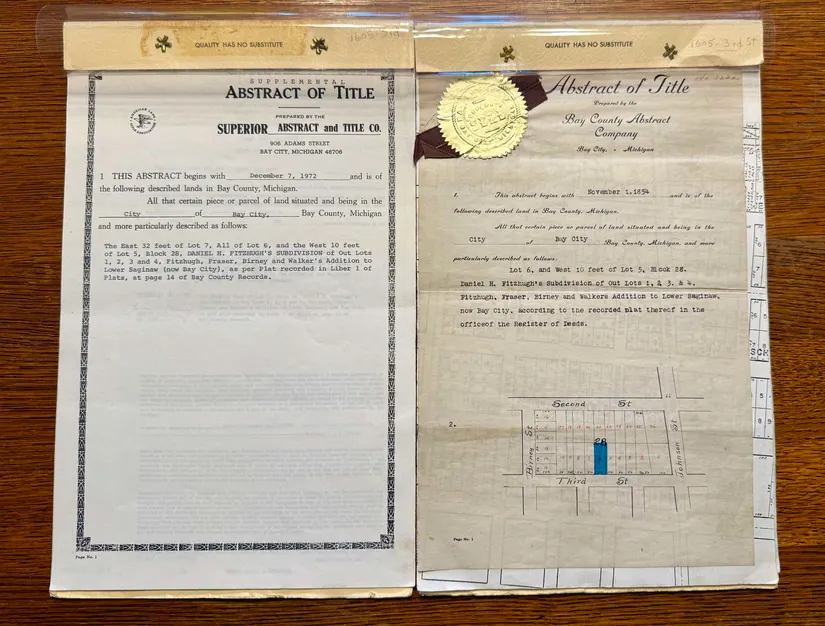 1605-3rd
QUALITY HAS NO SUBSTITUTE
SUPPLEMENTAL
ABSTRACT OF TITLE
PREPARED BY THE
SUPERIOR ABSTRACT and TITLE CO.
908 ADAMS STREET
BAY CITY, MICHIGAN 48706
1 THIS ABSTRACT begins with December 7, 1972 and is of
the following described lands in Bay County, Michigan.
All that certain piece or parcel of land situated and being in the
City of Bay City, Bay County, Michigan
and more particularly described as follows:
The East 32 feet of Lot 7, All of Lot 6, and the West 10 feet
of Lot 5, Block 28, DANIEL H. FITZHUGH'S SUBDIVISION of Out Lots
1, 2, 3 and 4, Fitzhugh, Fraser, Birney and Walker's Addition to
Lower Saginaw (now Bay City), as per Plat recorded in Liber 1 of
Plats, at page 14 of Bay County Records.
Page No. 1
QUALITY HAS NO SUBSTITUTE
1605-3rd St
Abstract of Title
Prepared by the
Bay County Abstract
Company
Bay City, - Michigan
1. This abstract begins with November 1,1854 and is of the
following described land in Bay County, Michigan.
All that certain piece or parcel of land situated and being in the
City of Bay City Bay County, Michigan, and more
particularly described as follows:
Lot 6, and West 10 feet of Lot 5, Block 28.
Daniel H. Fitzhugh's Subdivision of Out Lots 1, 2, 3. & 4.
Fitzhugh, Fraser, Birney and Walkers Addition to Lower Saginaw,
now Bay City, according to the recorded plat thereof in the
officeof the Register of Deeds.
2.
Second St
Birney St
28
Johnson St
Third St
Page No. 1